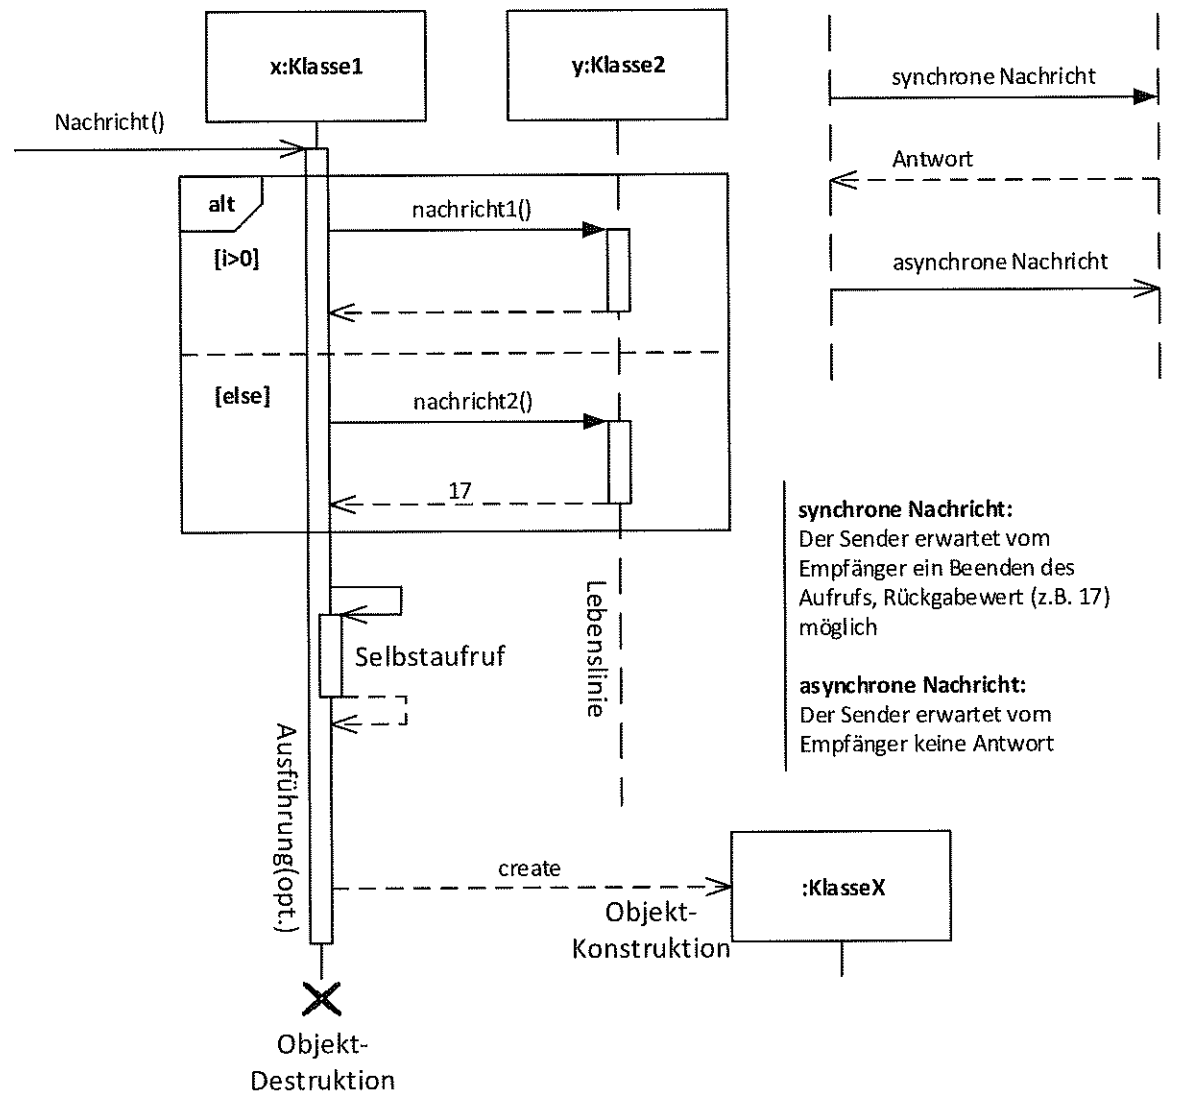 x:Klasse1
y:Klasse2
synchrone Nachricht
Nachricht()
Antwort
alt
nachricht1()
[i>0]
asynchrone Nachricht
[else]
nachricht2()
17
synchrone Nachricht:
Der Sender erwartet vom
Empfänger ein Beenden des
Aufrufs, Rückgabewert (z.B. 17)
möglich
Lebenslinie
Selbstaufruf
asynchrone Nachricht:
Der Sender erwartet vom
Empfänger keine Antwort
Ausführung(opt.)
create
:KlasseX
Objekt-
Konstruktion
Objekt-
Destruktion